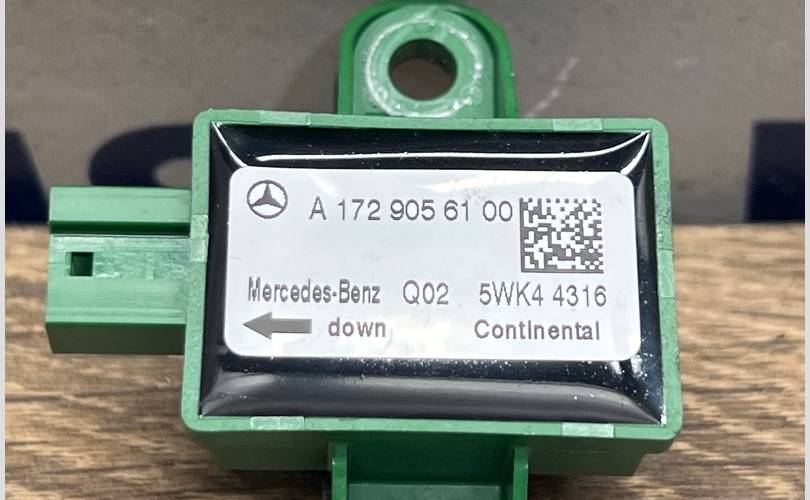 A 172 905 61 00
Mercedes-Benz Q02 5WK4 4316
down Continental